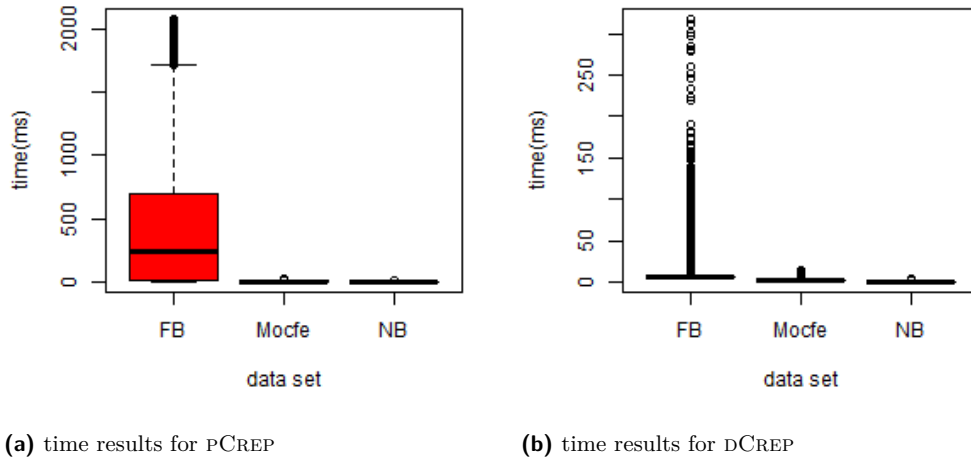 time(ms)
2000
1000
500
0
FB Mocfe NB
data set
time(ms)
250
150
50
0
FB Mocfe NB
data set
(a) time results for PCREP
(b) time results for DCREP